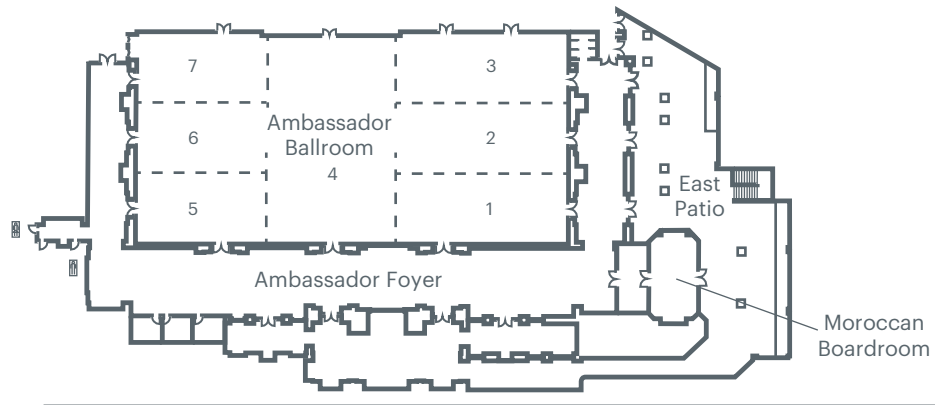 7
3
Ambassador
Ballroom
6
2
4
5
1
East
Patio
Ambassador Foyer
Moroccan
Boardroom